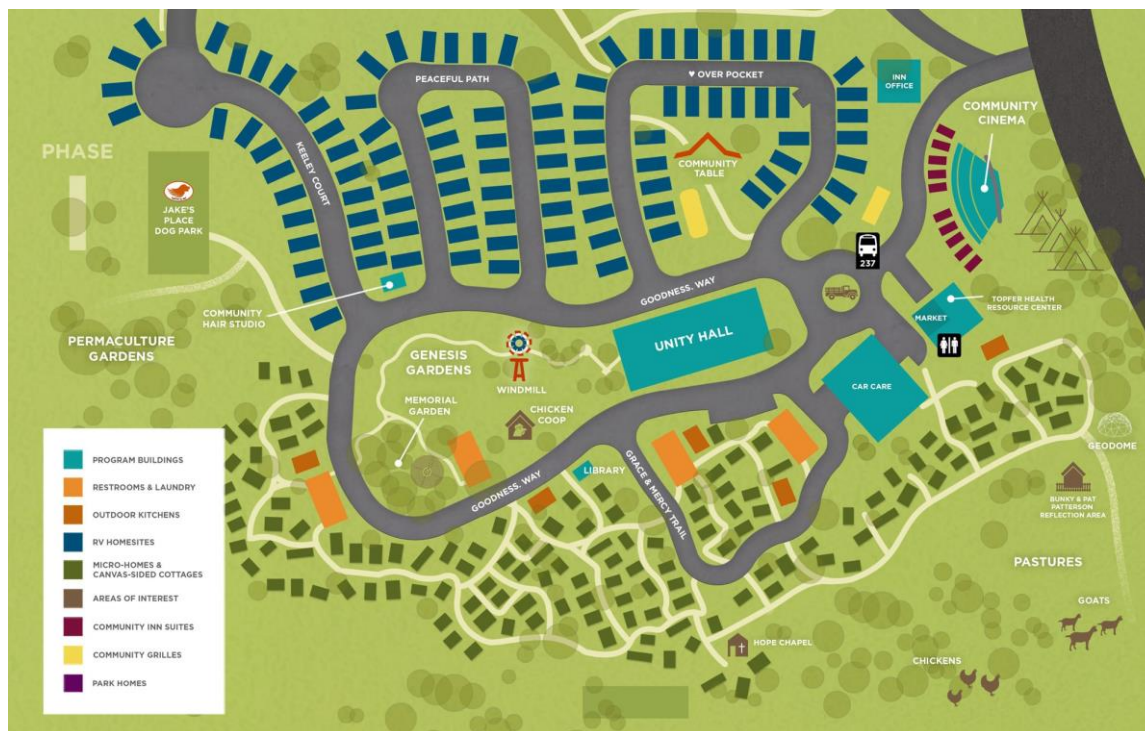 PEACEFUL PATH
♥ OVER POCKET
INN
OFFICE
COMMUNITY
CINEMA
PHASE
KEELEY COURT
COMMUNITY
TABLE
JAKE'S
PLACE
DOG PARK
237
GOODNESS. WAY
COMMUNITY
HAIR STUDIO
TOPFER HEALTH
RESOURCE CENTER
MARKET
PERMACULTURE
GARDENS
UNITY HALL
GENESIS
GARDENS
WINDMILL
CAR CARE
MEMORIAL
GARDEN
CHICKEN
COOP
GEODOME
LIBRARY
GOODNESS. WAY
GRACE & MERCY TRAIL
BUNKY & PAT
PATTERSON
REFLECTION AREA
PASTURES
GOATS
HOPE CHAPEL
CHICKENS
PROGRAM BUILDINGS
RESTROOMS & LAUNDRY
OUTDOOR KITCHENS
RV HOMESITES
MICRO-HOMES &
CANVAS-SIDED COTTAGES
AREAS OF INTEREST
COMMUNITY INN SUITES
COMMUNITY GRILLES
PARK HOMES